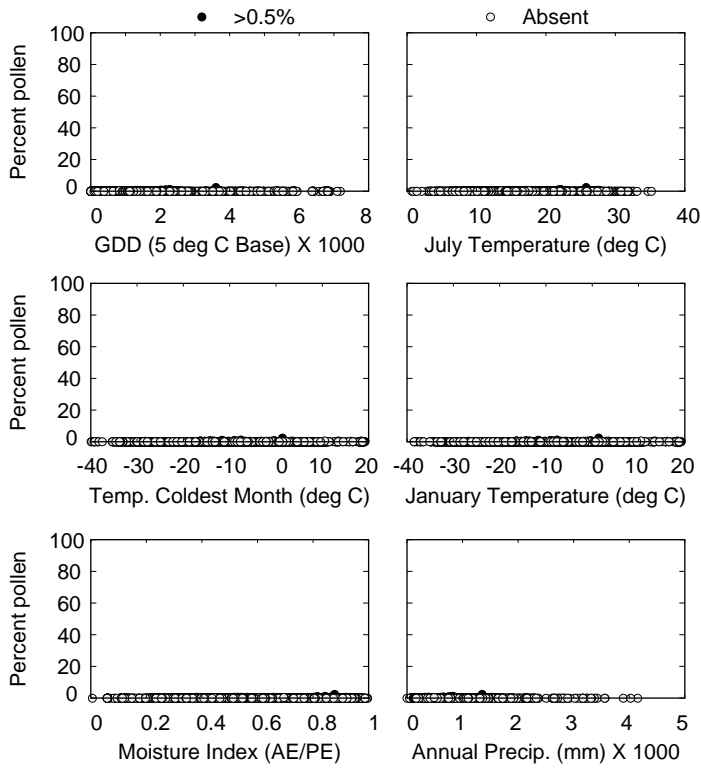 >0.5% Absent
Percent pollen
100
80
60
40
20
0
0 2 4 6 8
GDD (5 deg C Base) X 1000
0 10 20 30 40
July Temperature (deg C)
Percent pollen
100
80
60
40
20
0
-40 -30 -20 -10 0 10 20
Temp. Coldest Month (deg C)
-40 -30 -20 -10 0 10 20
January Temperature (deg C)
Percent pollen
100
80
60
40
20
0
0 0.2 0.4 0.6 0.8 1
Moisture Index (AE/PE)
0 1 2 3 4 5
Annual Precip. (mm) X 1000